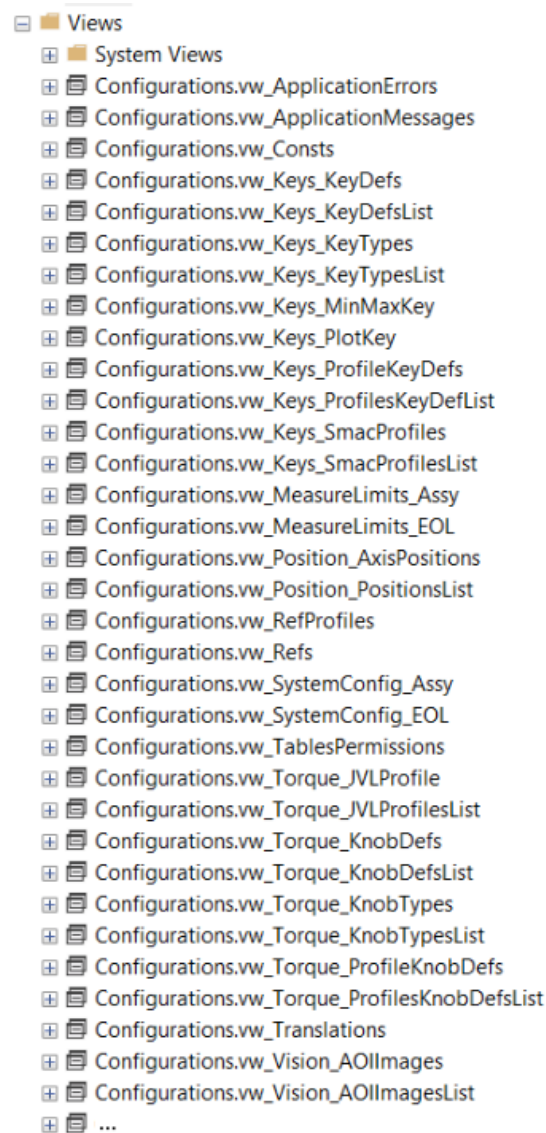 Views
System Views
Configurations.vw_ApplicationErrors
Configurations.vw_ApplicationMessages
Configurations.vw_Consts
Configurations.vw_Keys_KeyDefs
Configurations.vw_Keys_KeyDefsList
Configurations.vw_Keys_KeyTypes
Configurations.vw_Keys_KeyTypesList
Configurations.vw_Keys_MinMaxKey
Configurations.vw_Keys_PlotKey
Configurations.vw_Keys_ProfileKeyDefs
Configurations.vw_Keys_ProfilesKeyDefList
Configurations.vw_Keys_SmacProfiles
Configurations.vw_Keys_SmacProfilesList
Configurations.vw_MeasureLimits_Assy
Configurations.vw_MeasureLimits_EOL
Configurations.vw_Position_AxisPositions
Configurations.vw_Position_PositionsList
Configurations.vw_RefProfiles
Configurations.vw_Refs
Configurations.vw_SystemConfig_Assy
Configurations.vw_SystemConfig_EOL
Configurations.vw_TablesPermissions
Configurations.vw_Torque_JVLProfile
Configurations.vw_Torque_JVLProfilesList
Configurations.vw_Torque_KnobDefs
Configurations.vw_Torque_KnobDefsList
Configurations.vw_Torque_KnobTypes
Configurations.vw_Torque_KnobTypesList
Configurations.vw_Torque_ProfileKnobDefs
Configurations.vw_Torque_ProfilesKnobDefsList
Configurations.vw_Translations
Configurations.vw_Vision_AOIImages
Configurations.vw_Vision_AOIImagesList
...